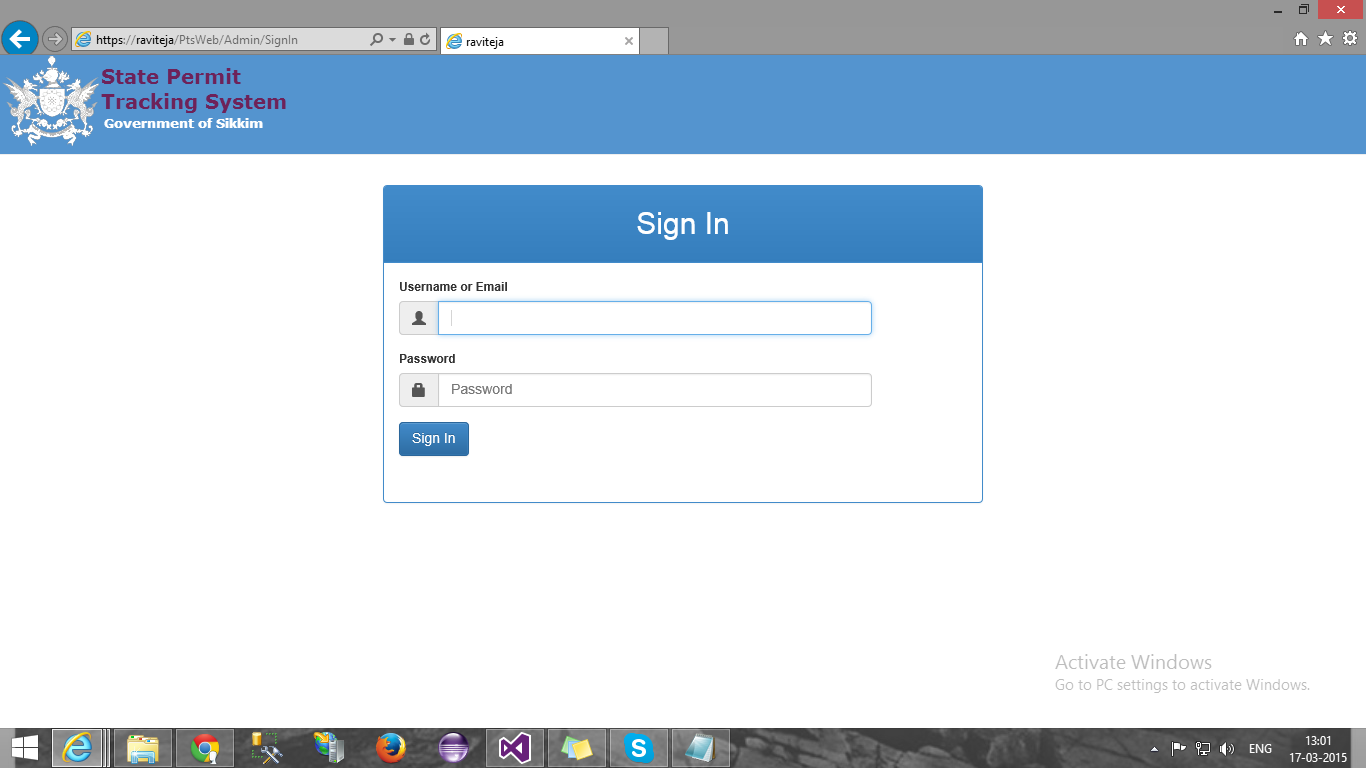 https://raviteja/PtsWeb/Admin/SignIn
raviteja
State Permit
Tracking System
Government of Sikkim
Sign In
Username or Email
Password
Password
Sign In
Activate Windows
Go to PC settings to activate Windows.
ENG
13:01
17-03-2015